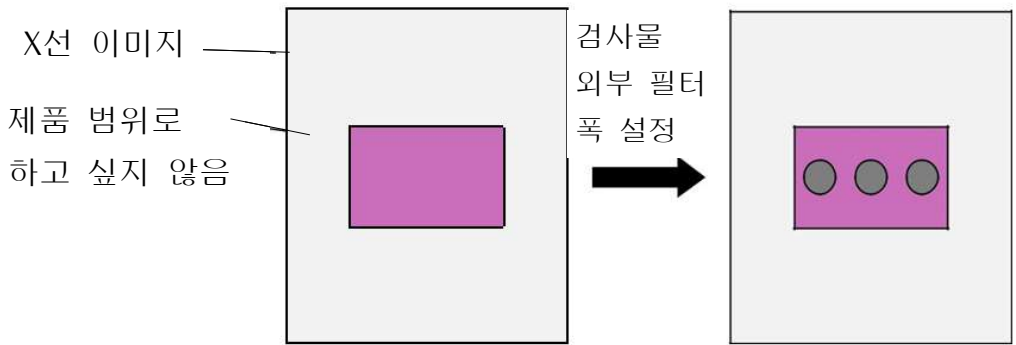 X선 이미지
제품 범위로
하고 싶지 않음
검사물
외부 필터
폭 설정